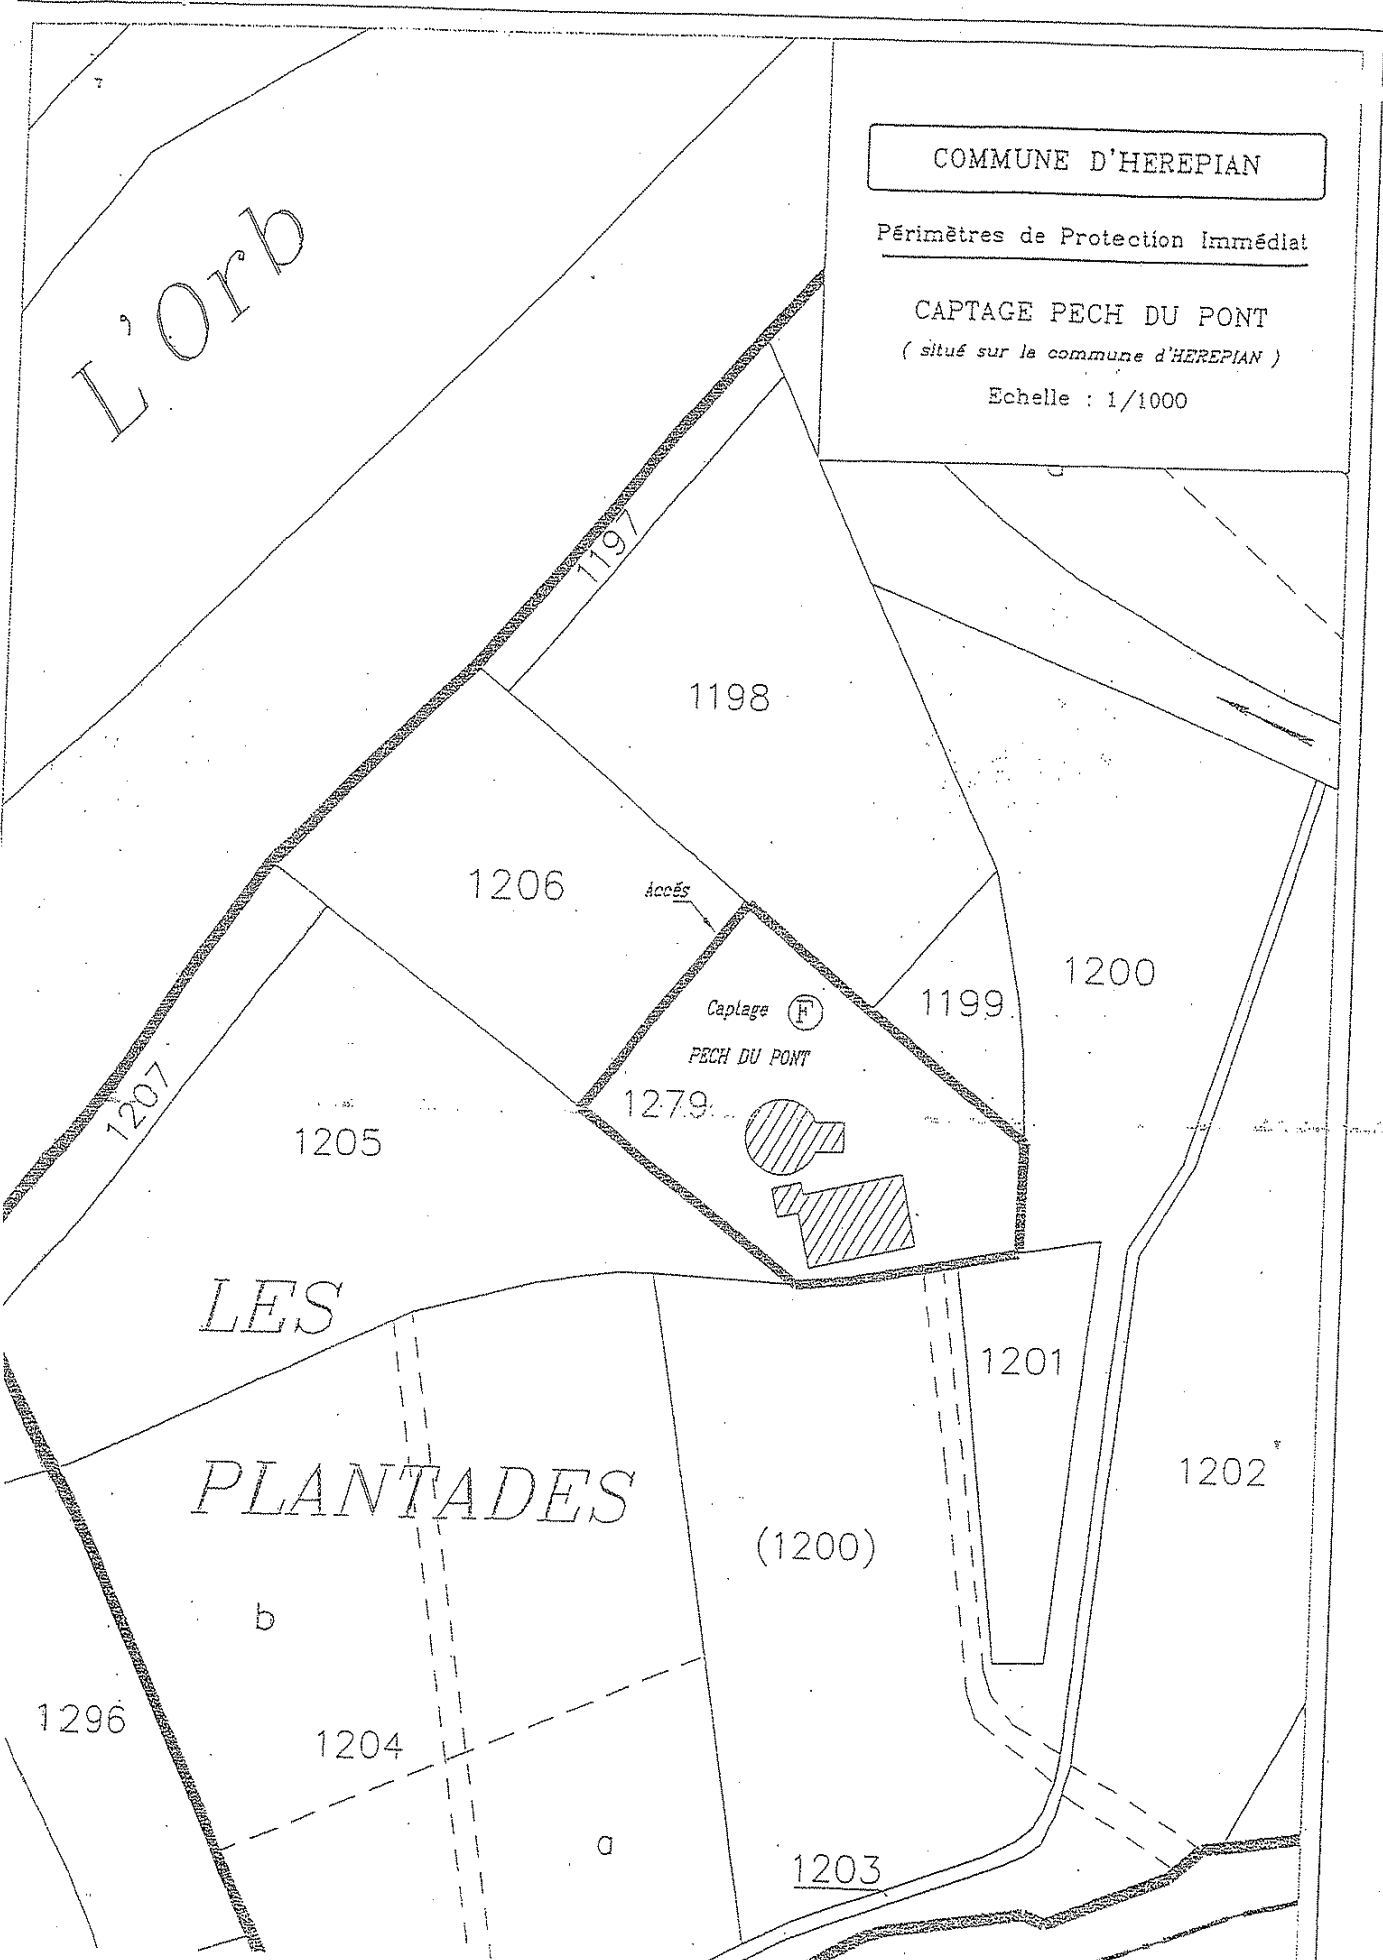 COMMUNE D'HEREPIAN
Périmètres de Protection Immédiat
CAPTAGE PECH DU PONT
( situé sur la commune d'HEREPIAN )
Echelle : 1/1000
L'Orb
1197
1198
1206
Accés
1200
1199
Captage F
PECH DU PONT
1279
1207
1205
LES
1201
PLANTADES
1202
(1200)
b
1296
1204
a
1203